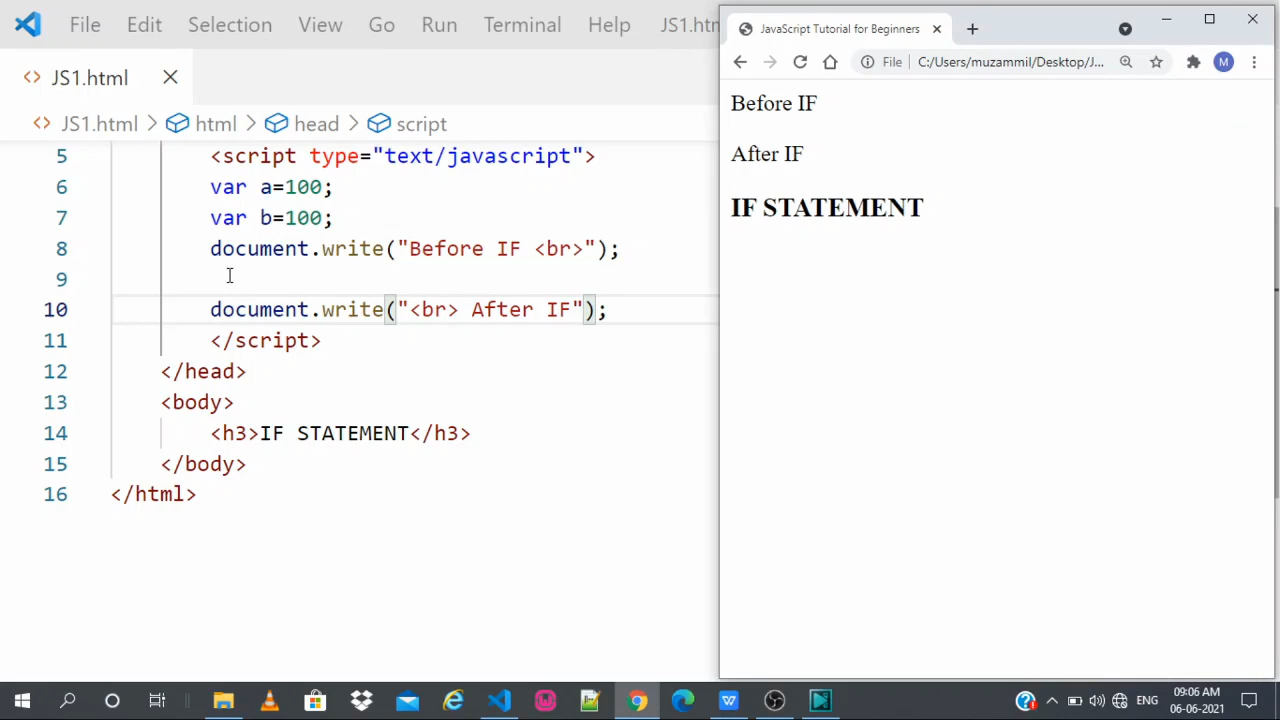 File Edit Selection View Go Run Terminal Help
JS1.html
JS1.html > html > head > script
5 <script type="text/javascript">
6 var a=100;
7 var b=100;
8 document.write("Before IF <br>");
9
10 document.write("<br> After IF");
11 </script>
12 </head>
13 <body>
14 <h3>IF STATEMENT</h3>
15 </body>
16 </html>
JavaScript Tutorial for Beginners
File C:/Users/muzammil/Desktop/J...
M
Before IF
After IF
IF STATEMENT
ENG
09:06 AM
06-06-2021